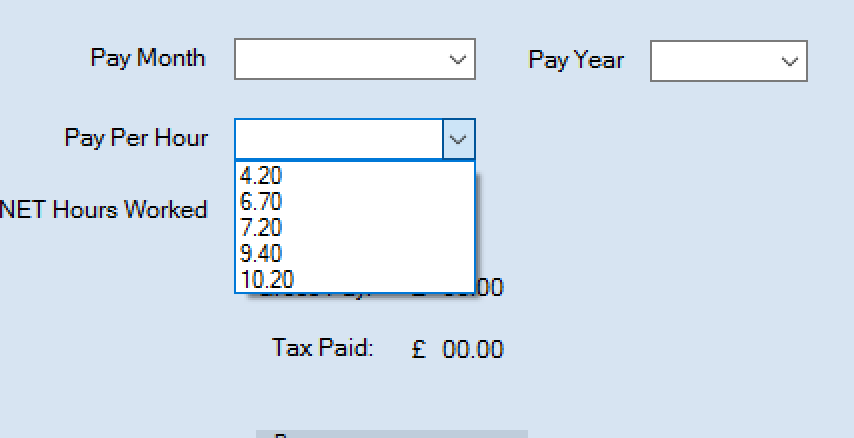 Pay Month
Pay Year
Pay Per Hour
4.20
6.70
7.20
9.40
10.20
NET Hours Worked
00
Tax Paid: £ 00.00